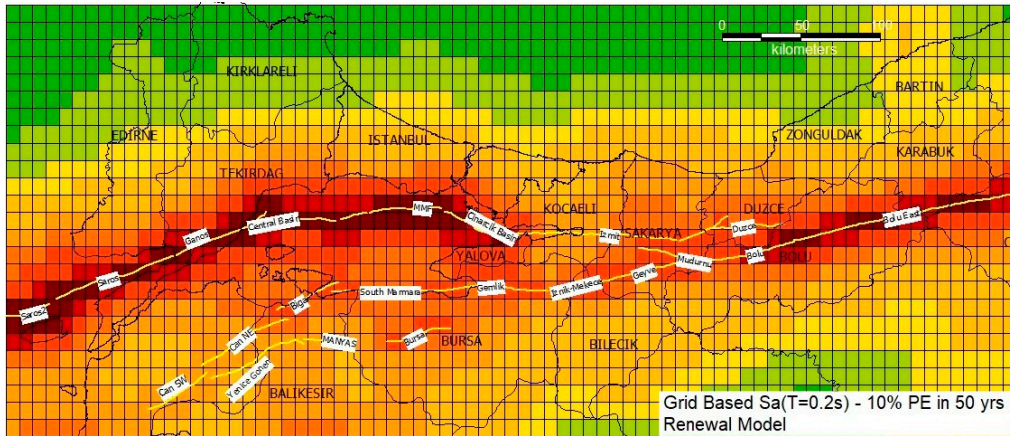 0 50 100
kilometers
KIRKLARELI
BARTIN
EDIRNE
ISTANBUL
ZONGULDAK
KARABUK
TEKIRDAG
MMF
KOCAELI
DUZCE
Bolu East
Central Basin
Cinarcik Basin
Izmit
SAKARYA
Duzce
Ganos
YALOVA
Mudurnu
Bolu
BOLU
Saros
Geyve
Gemlik
Iznik-Mekece
South Marmara
Biga
Saros2
Can NE
MANYAS
Bursa
BURSA
BILECIK
Yenice Gonen
Can SW
BALIKESIR
Grid Based Sa(T=0.2s) - 10% PE in 50 yrs
Renewal Model